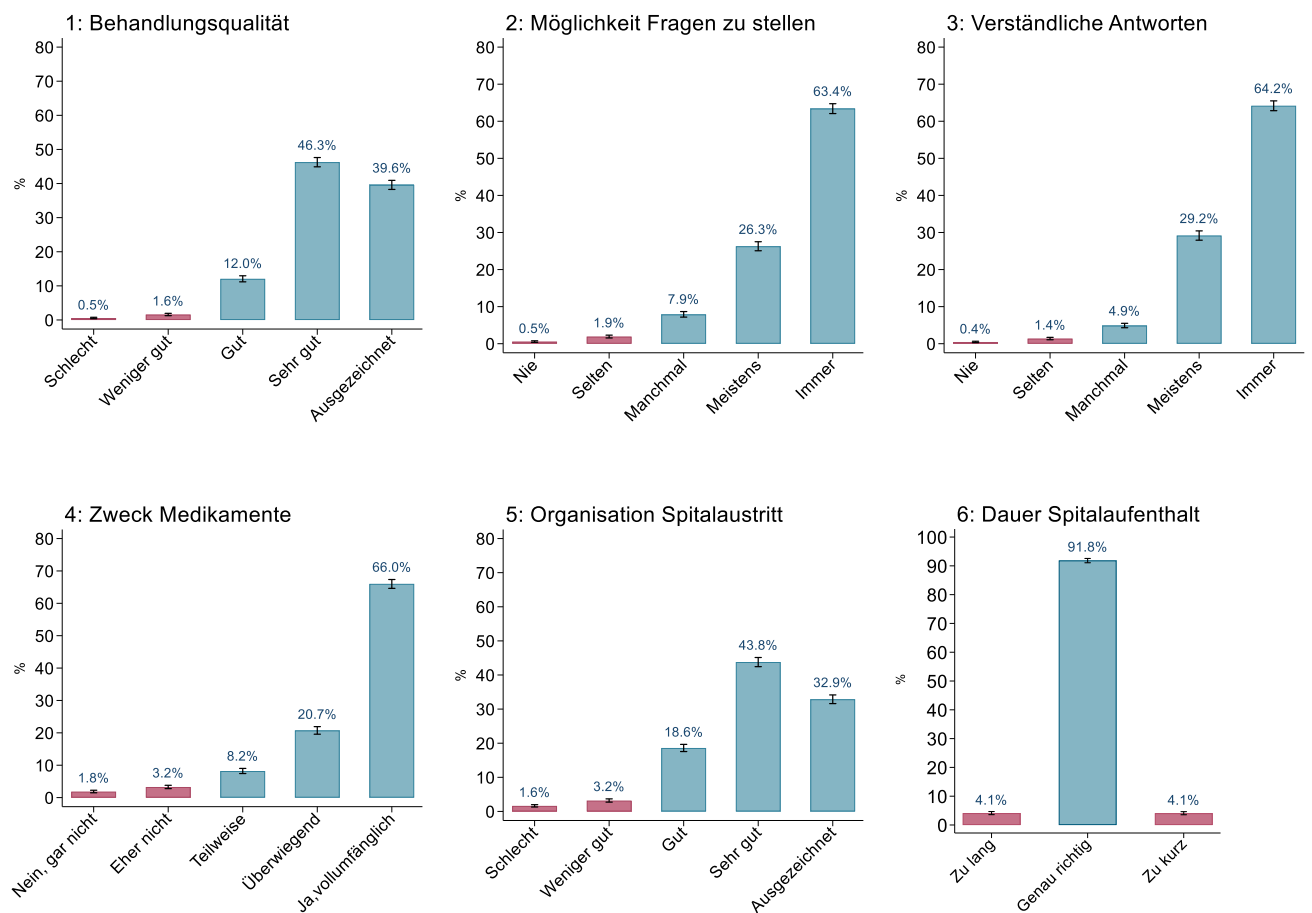 1: Behandlungsqualität
80
70
60
50
40
30
20
10
0
%
0.5%
1.6%
12.0%
46.3%
39.6%
Schlecht
Weniger gut
Gut
Sehr gut
Ausgezeichnet
2: Möglichkeit Fragen zu stellen
80
70
60
50
40
30
20
10
0
%
0.5%
1.9%
7.9%
26.3%
63.4%
Nie
Selten
Manchmal
Meistens
Immer
3: Verständliche Antworten
80
70
60
50
40
30
20
10
0
%
0.4%
1.4%
4.9%
29.2%
64.2%
Nie
Selten
Manchmal
Meistens
Immer
4: Zweck Medikamente
80
70
60
50
40
30
20
10
0
%
1.8%
3.2%
8.2%
20.7%
66.0%
Nein, gar nicht
Eher nicht
Teilweise
Überwiegend
Ja,vollumfänglich
5: Organisation Spitalaustritt
80
70
60
50
40
30
20
10
0
%
1.6%
3.2%
18.6%
43.8%
32.9%
Schlecht
Weniger gut
Gut
Sehr gut
Ausgezeichnet
6: Dauer Spitalaufenthalt
100
90
80
70
60
50
40
30
20
10
0
%
4.1%
91.8%
4.1%
Zu lang
Genau richtig
Zu kurz